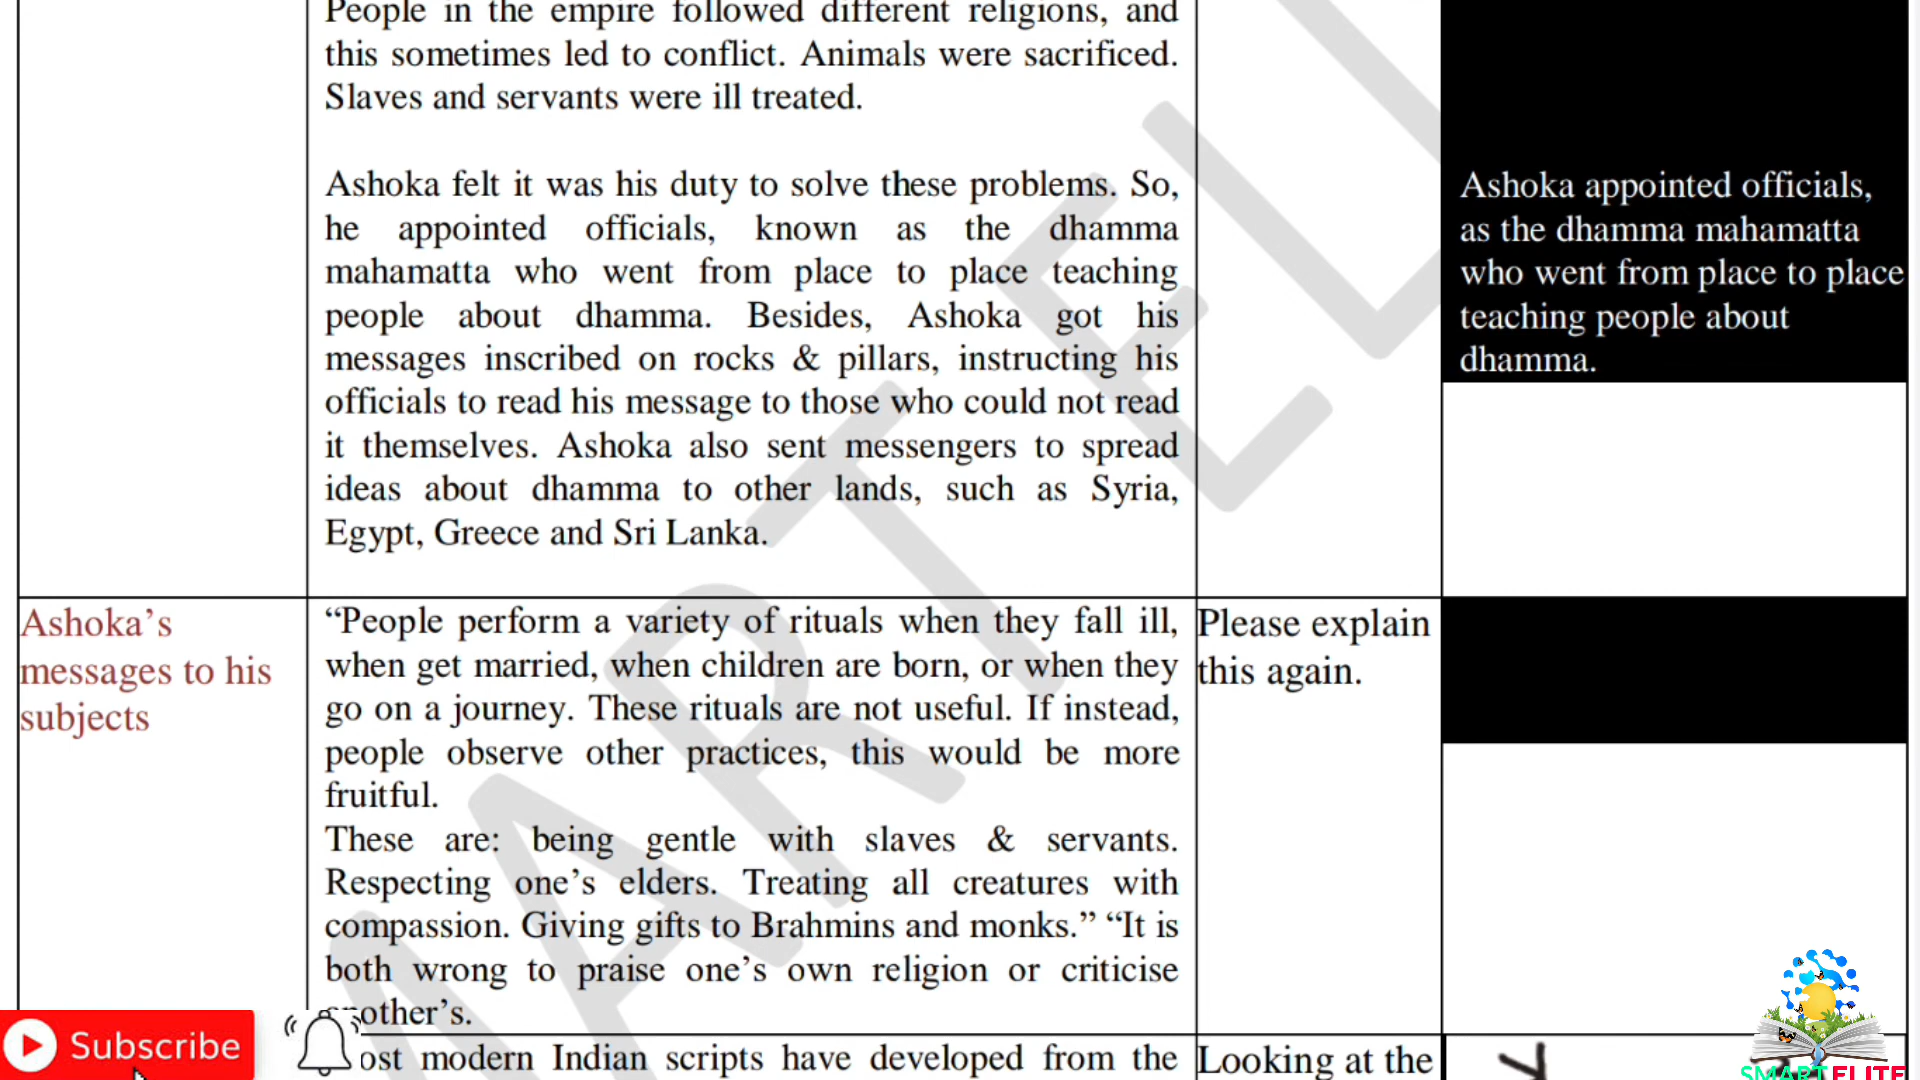 People in the empire followed different religions, and
this sometimes led to conflict. Animals were sacrificed.
Slaves and servants were ill treated.
Ashoka felt it was his duty to solve these problems. So,
he appointed officials, known as the dhamma
mahamatta who went from place to place teaching
people about dhamma. Besides, Ashoka got his
messages inscribed on rocks & pillars, instructing his
officials to read his message to those who could not read
it themselves. Ashoka also sent messengers to spread
ideas about dhamma to other lands, such as Syria,
Egypt, Greece and Sri Lanka.
Ashoka appointed officials,
as the dhamma mahamatta
who went from place to place
teaching people about
dhamma.
Ashoka’s
messages to his
subjects
“People perform a variety of rituals when they fall ill,
when get married, when children are born, or when they
go on a journey. These rituals are not useful. If instead,
people observe other practices, this would be more
fruitful.
These are: being gentle with slaves & servants.
Respecting one’s elders. Treating all creatures with
compassion. Giving gifts to Brahmins and monks.” “It is
both wrong to praise one’s own religion or criticise
another’s.
Please explain
this again.
ost modern Indian scripts have developed from the
Looking at the
Subscribe
SMART ELITE